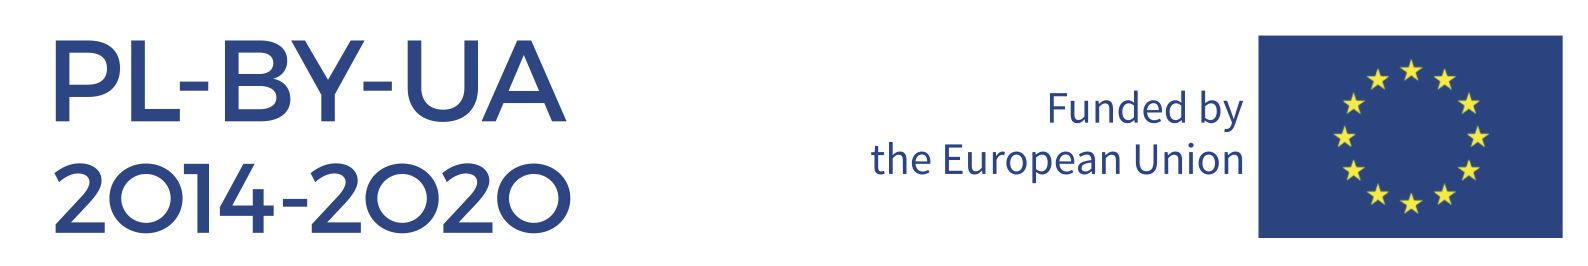 PL-BY-UA
2014-2020
Funded by
the European Union